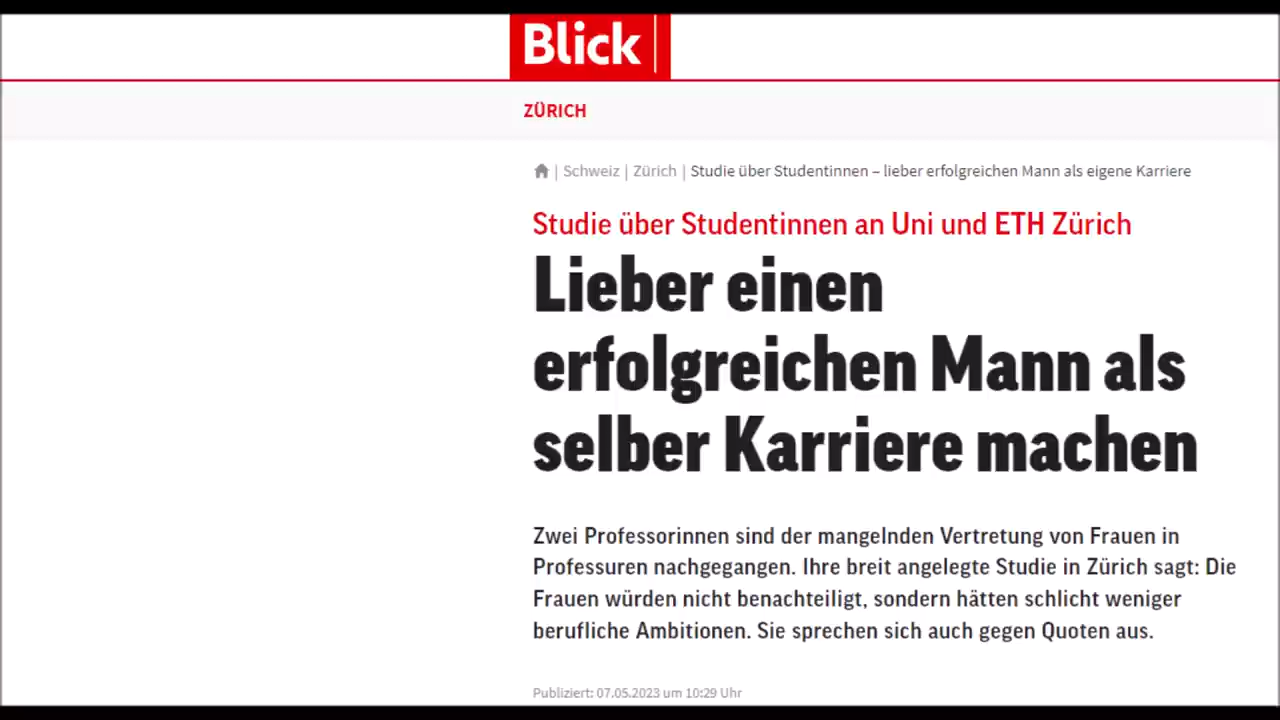 Blick
ZÜRICH
| Schweiz | Zürich | Studie über Studentinnen – lieber erfolgreichen Mann als eigene Karriere
Studie über Studentinnen an Uni und ETH Zürich
Lieber einen
erfolgreichen Mann als
selber Karriere machen
Zwei Professorinnen sind der mangelnden Vertretung von Frauen in
Professuren nachgegangen. Ihre breit angelegte Studie in Zürich sagt: Die
Frauen würden nicht benachteiligt, sondern hätten schlicht weniger
berufliche Ambitionen. Sie sprechen sich auch gegen Quoten aus.
Publiziert: 07.05.2023 um 10:29 Uhr